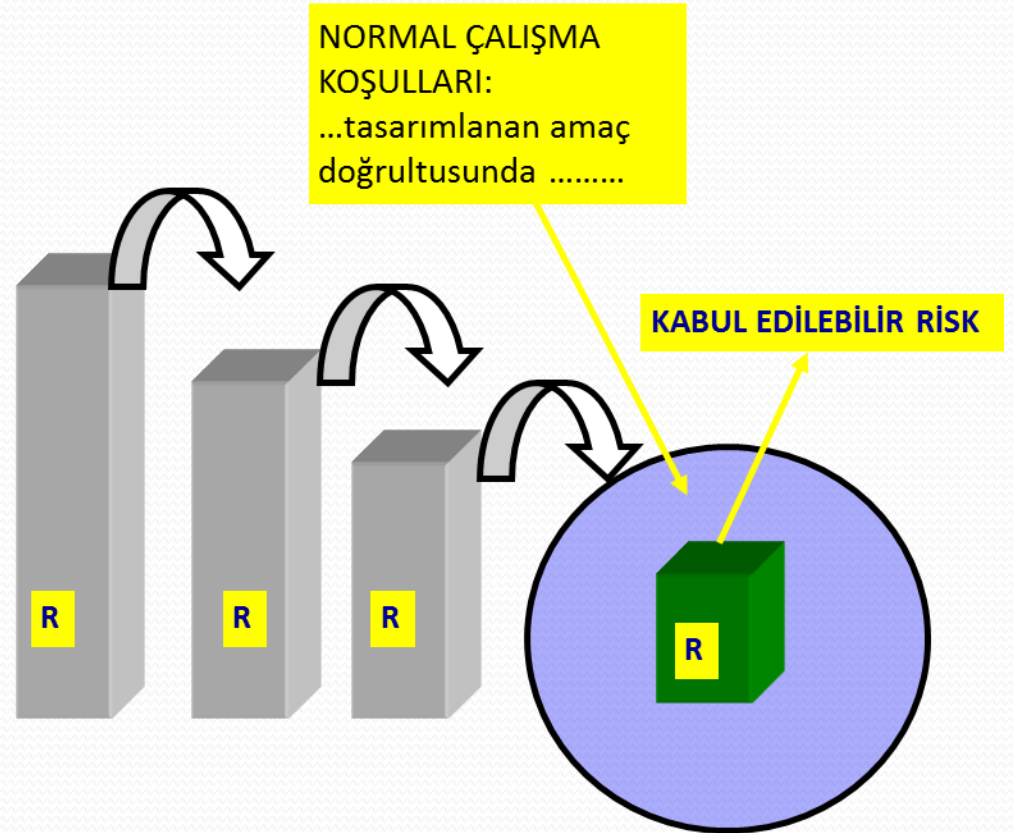 NORMAL ÇALIŞMA
KOŞULLARI:
...tasarımlanan amaç
doğrultusunda .........
KABUL EDİLEBİLİR RİSK
R
R
R
R